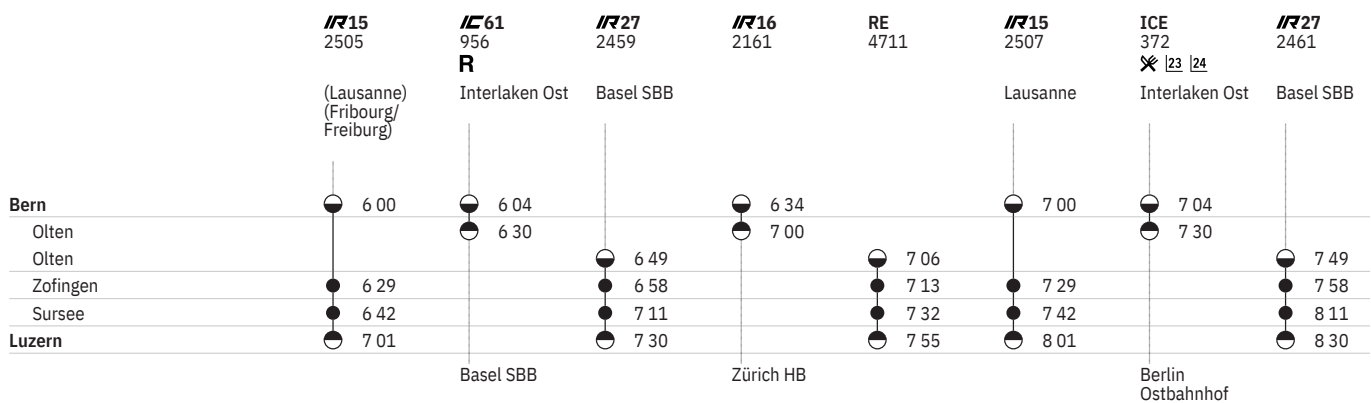 IR15 IC61 IR27 IR16 RE IR15 ICE IR27
2505 956 2459 2161 4711 2507 372 2461
R 23 24
(Lausanne) Interlaken Ost Basel SBB Lausanne Interlaken Ost Basel SBB
(Fribourg/
Freiburg)
Bern 6 00 6 04 6 34 7 00 7 04
Olten 6 30 7 00 7 30
Olten 6 49 7 06 7 49
Zofingen 6 29 6 58 7 13 7 29 7 58
Sursee 6 42 7 11 7 32 7 42 8 11
Luzern 7 01 7 30 7 55 8 01 8 30
Basel SBB Zürich HB Berlin
Ostbahnhof